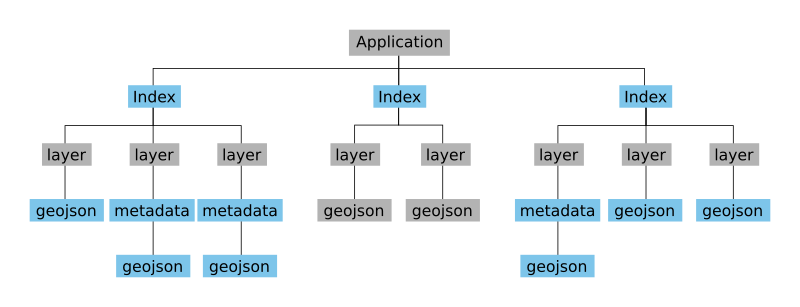 Application
Index Index Index
layer layer layer layer layer layer layer layer
geojson metadata metadata geojson geojson metadata geojson geojson
geojson geojson geojson